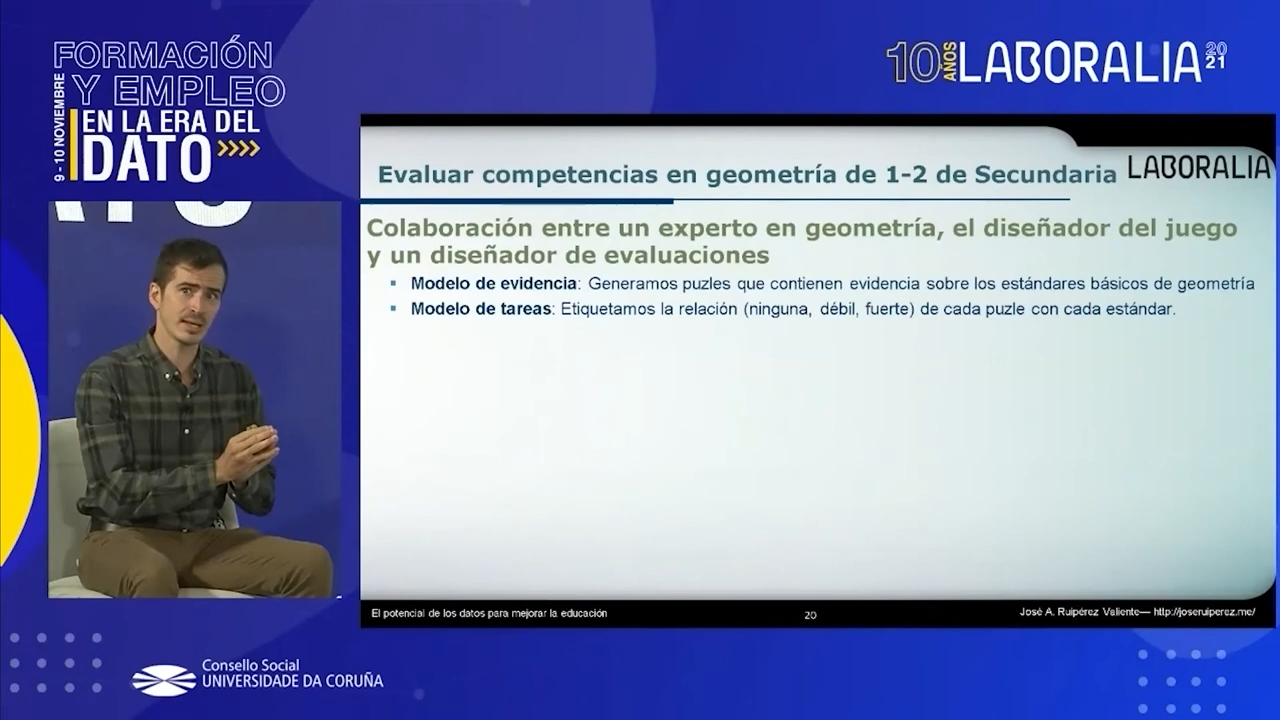 FORMACIÓN
Y EMPLEO
EN LA ERA DEL
DATO
9 - 10 NOVIEMBRE
10 AÑOS LABORALIA 2021
Evaluar competencias en geometría de 1-2 de Secundaria
LABORALIA
Colaboración entre un experto en geometría, el diseñador del juego
y un diseñador de evaluaciones
Modelo de evidencia: Generamos puzles que contienen evidencia sobre los estándares básicos de geometría
Modelo de tareas: Etiquetamos la relación (ninguna, débil, fuerte) de cada puzle con cada estándar.
El potencial de los datos para mejorar la educación
20
José A. Ruipérez Valiente— http://joseruiperez.me/
Consello Social
UNIVERSIDADE DA CORUÑA